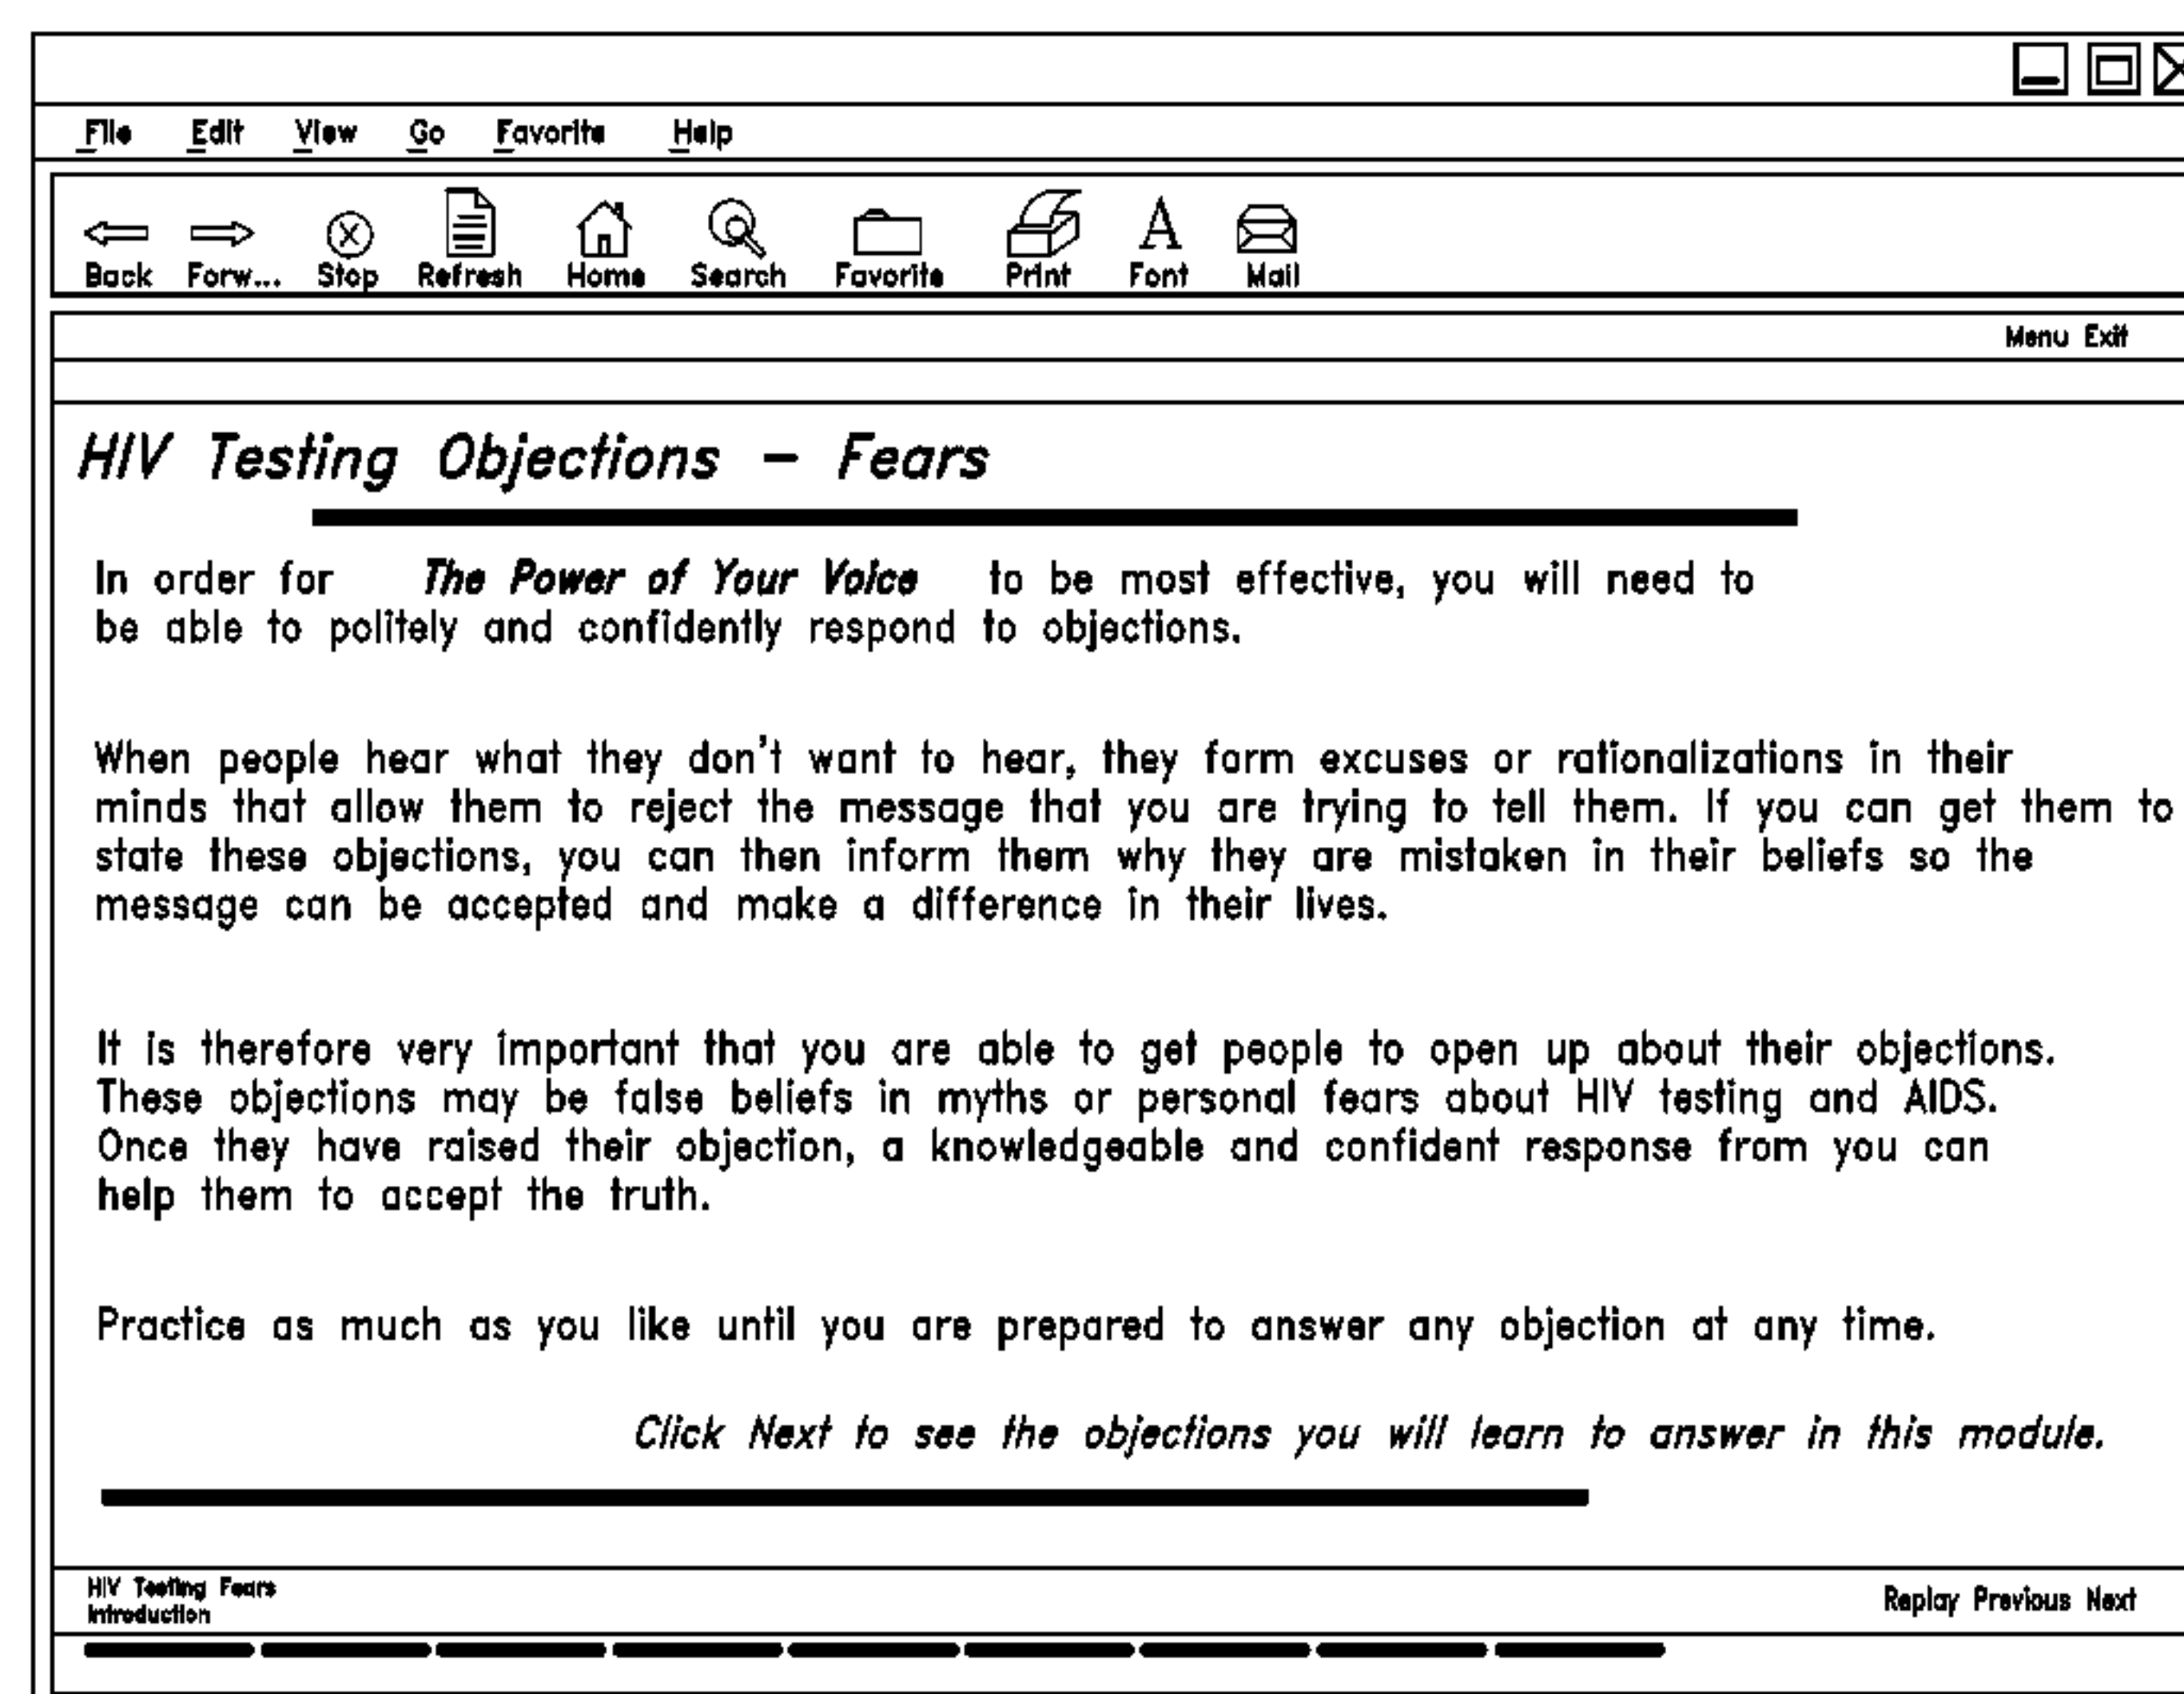 File Edit View Go Favorite Help
Back Forw... Stop Refresh Home Search Favorite Print Font Mail
Menu Exit
HIV Testing Objections – Fears
In order for The Power of Your Voice to be most effective, you will need to
be able to politely and confidently respond to objections.
When people hear what they don't want to hear, they form excuses or rationalizations in their
minds that allow them to reject the message that you are trying to tell them. If you can get them to
state these objections, you can then inform them why they are mistaken in their beliefs so the
message can be accepted and make a difference in their lives.
It is therefore very important that you are able to get people to open up about their objections.
These objections may be false beliefs in myths or personal fears about HIV testing and AIDS.
Once they have raised their objection, a knowledgeable and confident response from you can
help them to accept the truth.
Practice as much as you like until you are prepared to answer any objection at any time.
Click Next to see the objections you will learn to answer in this module.
HIV Testing Fears
Introduction
Replay Previous Next